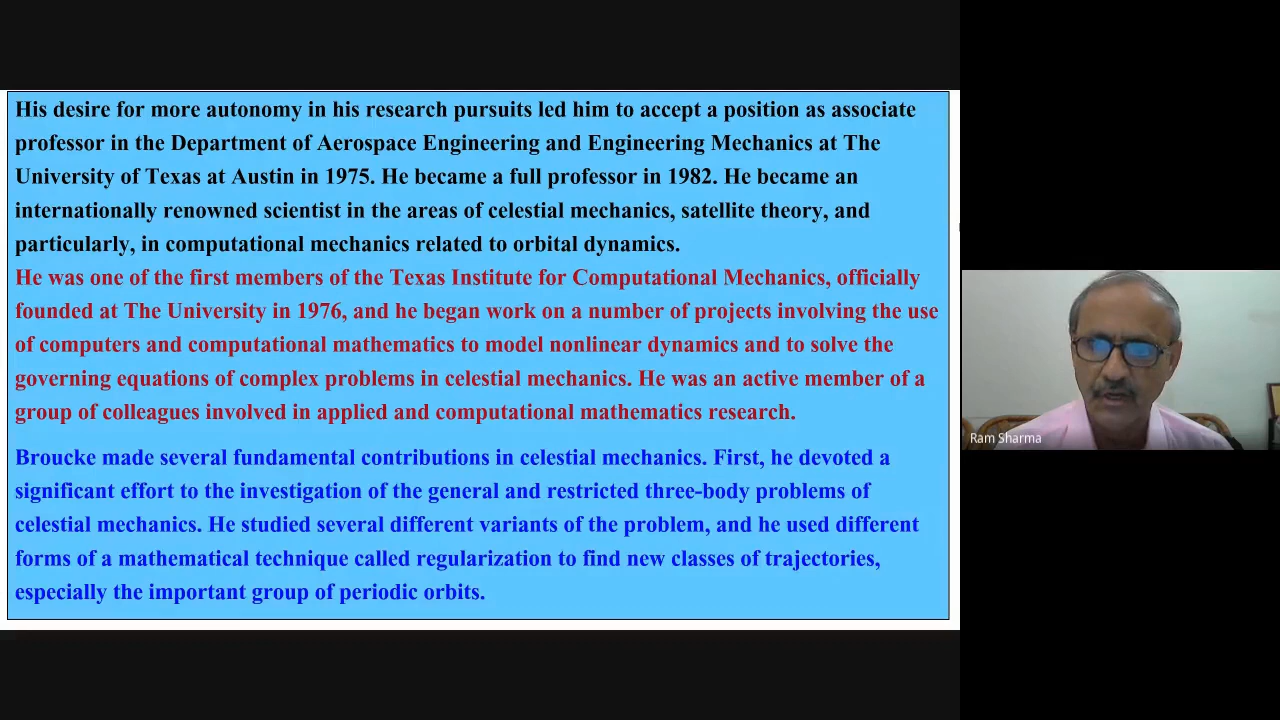 His desire for more autonomy in his research pursuits led him to accept a position as associate
professor in the Department of Aerospace Engineering and Engineering Mechanics at The
University of Texas at Austin in 1975. He became a full professor in 1982. He became an
internationally renowned scientist in the areas of celestial mechanics, satellite theory, and
particularly, in computational mechanics related to orbital dynamics.
He was one of the first members of the Texas Institute for Computational Mechanics, officially
founded at The University in 1976, and he began work on a number of projects involving the use
of computers and computational mathematics to model nonlinear dynamics and to solve the
governing equations of complex problems in celestial mechanics. He was an active member of a
group of colleagues involved in applied and computational mathematics research.
Broucke made several fundamental contributions in celestial mechanics. First, he devoted a
significant effort to the investigation of the general and restricted three-body problems of
celestial mechanics. He studied several different variants of the problem, and he used different
forms of a mathematical technique called regularization to find new classes of trajectories,
especially the important group of periodic orbits.
Ram Sharma